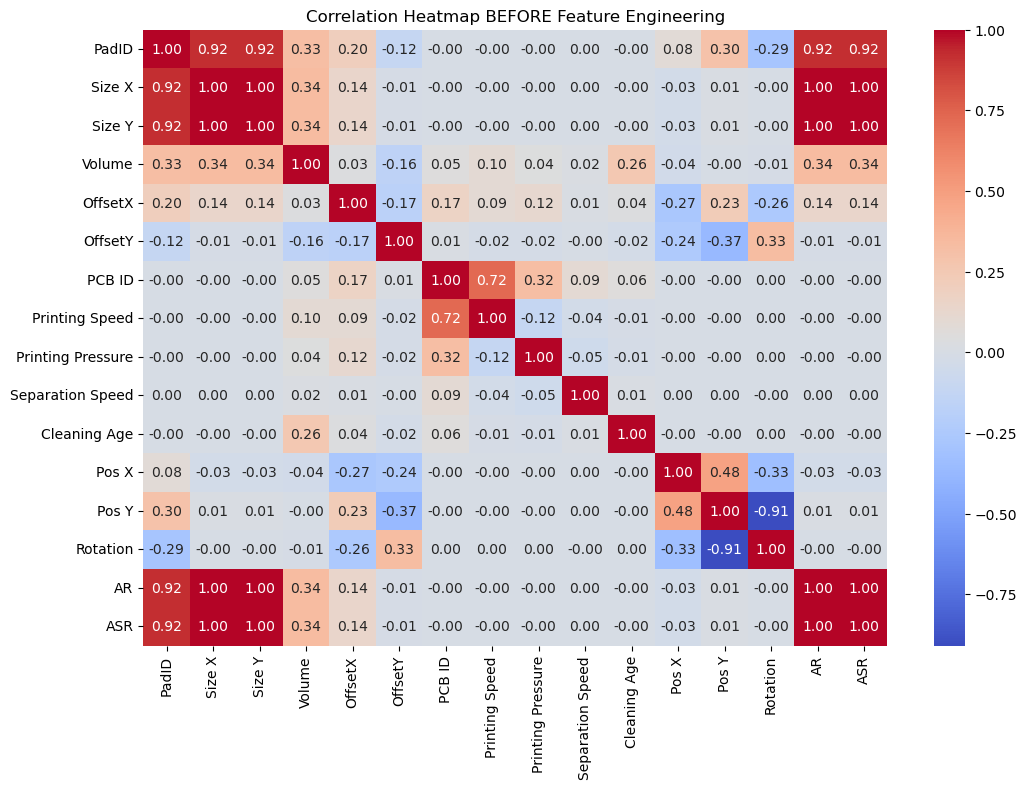 Correlation Heatmap BEFORE Feature Engineering
PadID 1.00 0.92 0.92 0.33 0.20 -0.12 -0.00 -0.00 -0.00 0.00 -0.00 0.08 0.30 -0.29 0.92 0.92
Size X 0.92 1.00 1.00 0.34 0.14 -0.01 -0.00 -0.00 -0.00 0.00 -0.00 -0.03 0.01 -0.00 1.00 1.00
Size Y 0.92 1.00 1.00 0.34 0.14 -0.01 -0.00 -0.00 -0.00 0.00 -0.00 -0.03 0.01 -0.00 1.00 1.00
Volume 0.33 0.34 0.34 1.00 0.03 -0.16 0.05 0.10 0.04 0.02 0.26 -0.04 -0.00 -0.01 0.34 0.34
OffsetX 0.20 0.14 0.14 0.03 1.00 -0.17 0.17 0.09 0.12 0.01 0.04 -0.27 0.23 -0.26 0.14 0.14
OffsetY -0.12 -0.01 -0.01 -0.16 -0.17 1.00 0.01 -0.02 -0.02 -0.00 -0.02 -0.24 -0.37 0.33 -0.01 -0.01
PCB ID -0.00 -0.00 -0.00 0.05 0.17 0.01 1.00 0.72 0.32 0.09 0.06 -0.00 -0.00 0.00 -0.00 -0.00
Printing Speed -0.00 -0.00 -0.00 0.10 0.09 -0.02 0.72 1.00 -0.12 -0.04 -0.01 -0.00 -0.00 0.00 -0.00 -0.00
Printing Pressure -0.00 -0.00 -0.00 0.04 0.12 -0.02 0.32 -0.12 1.00 -0.05 -0.01 -0.00 -0.00 0.00 -0.00 -0.00
Separation Speed 0.00 0.00 0.00 0.02 0.01 -0.00 0.09 -0.04 -0.05 1.00 0.01 0.00 0.00 -0.00 0.00 0.00
Cleaning Age -0.00 -0.00 -0.00 0.26 0.04 -0.02 0.06 -0.01 -0.01 0.01 1.00 -0.00 -0.00 0.00 -0.00 -0.00
Pos X 0.08 -0.03 -0.03 -0.04 -0.27 -0.24 -0.00 -0.00 -0.00 0.00 -0.00 1.00 0.48 -0.33 -0.03 -0.03
Pos Y 0.30 0.01 0.01 -0.00 0.23 -0.37 -0.00 -0.00 -0.00 0.00 -0.00 0.48 1.00 -0.91 0.01 0.01
Rotation -0.29 -0.00 -0.00 -0.01 -0.26 0.33 0.00 0.00 0.00 -0.00 0.00 -0.33 -0.91 1.00 -0.00 -0.00
AR 0.92 1.00 1.00 0.34 0.14 -0.01 -0.00 -0.00 -0.00 0.00 -0.00 -0.03 0.01 -0.00 1.00 1.00
ASR 0.92 1.00 1.00 0.34 0.14 -0.01 -0.00 -0.00 -0.00 0.00 -0.00 -0.03 0.01 -0.00 1.00 1.00
PadID
Size X
Size Y
Volume
OffsetX
OffsetY
PCB ID
Printing Speed
Printing Pressure
Separation Speed
Cleaning Age
Pos X
Pos Y
Rotation
AR
ASR
1.00
0.75
0.50
0.25
0.00
−0.25
−0.50
−0.75